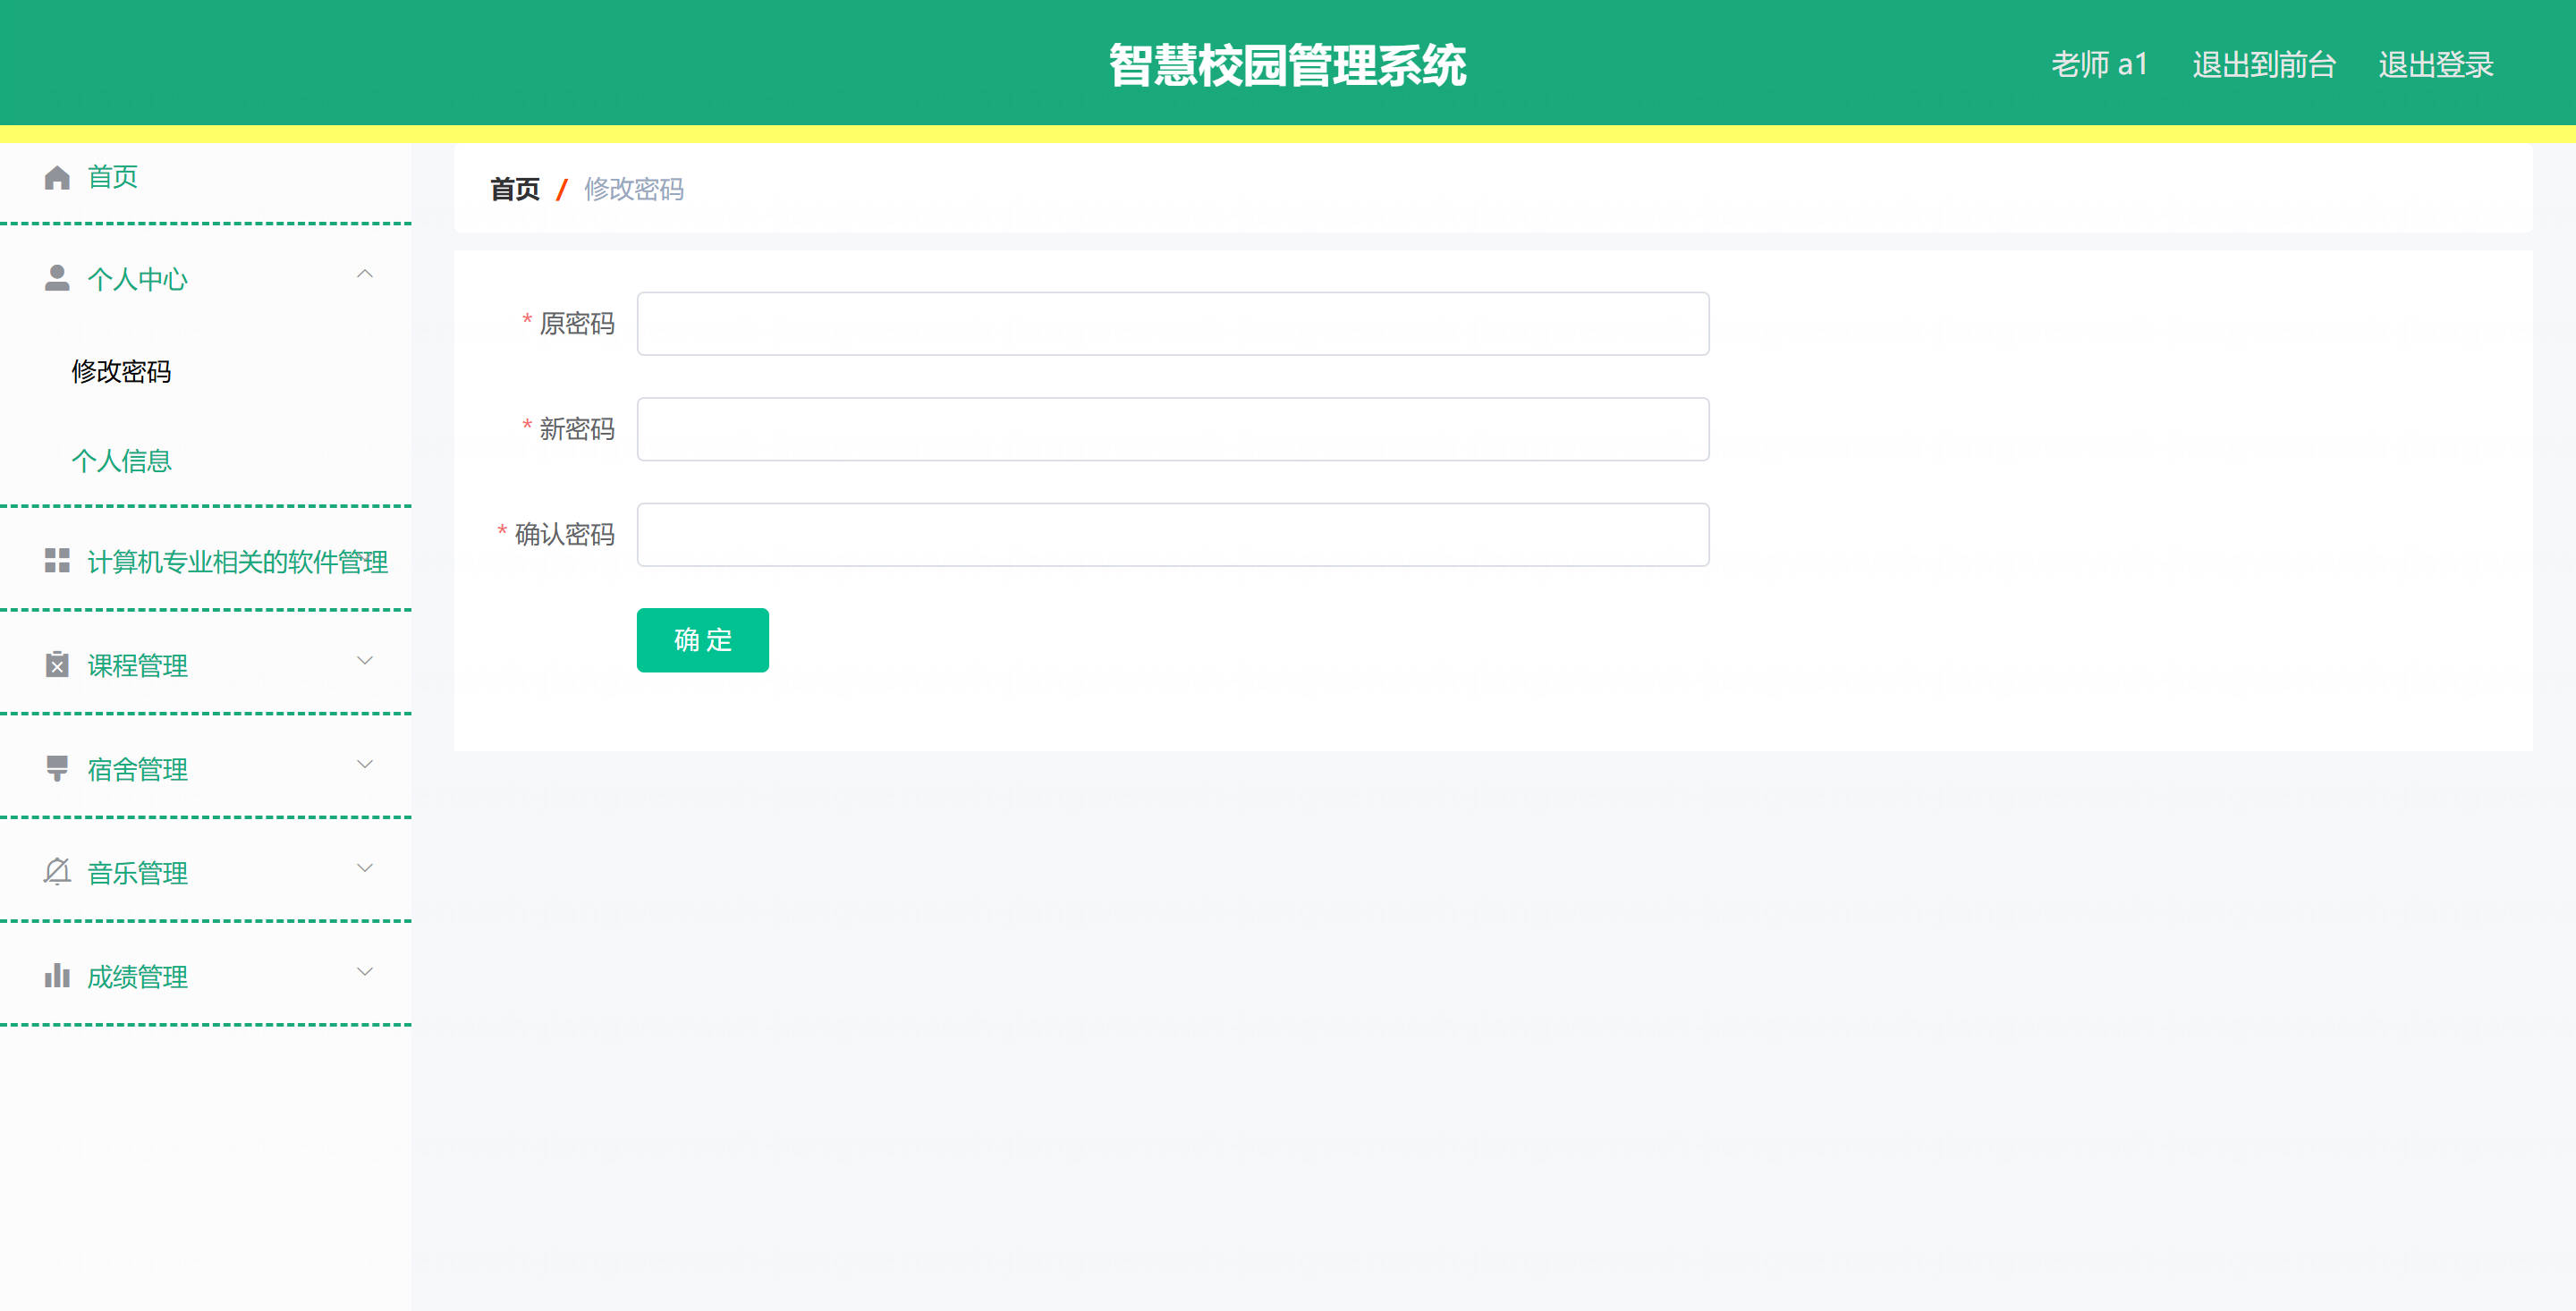 智慧校园管理系统
老师 a1 退出到前台 退出登录
首页
个人中心
修改密码
个人信息
计算机专业相关的软件管理
课程管理
宿舍管理
音乐管理
成绩管理
首页 / 修改密码
* 原密码
* 新密码
* 确认密码
确 定